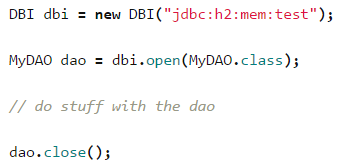 DBI dbi = new DBI("jdbc:h2:mem:test");
MyDAO dao = dbi.open(MyDAO.class);
// do stuff with the dao
dao.close();